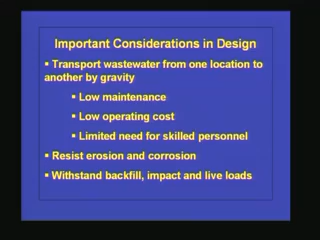 Important Considerations in Design
▪ Transport wastewater from one location to
another by gravity
▪ Low maintenance
▪ Low operating cost
▪ Limited need for skilled personnel
▪ Resist erosion and corrosion
▪ Withstand backfill, impact and live loads